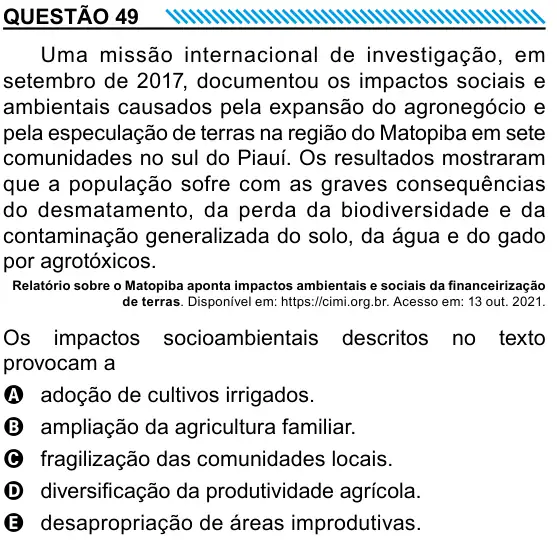 QUESTÃO 49
Uma missão internacional de investigação, em
setembro de 2017, documentou os impactos sociais e
ambientais causados pela expansão do agronegócio e
pela especulação de terras na região do Matopiba em sete
comunidades no sul do Piauí. Os resultados mostraram
que a população sofre com as graves consequências
do desmatamento, da perda da biodiversidade e da
contaminação generalizada do solo, da água e do gado
por agrotóxicos.
Relatório sobre o Matopiba aponta impactos ambientais e sociais da financeirização
de terras. Disponível em: https://cimi.org.br. Acesso em: 13 out. 2021.
Os impactos socioambientais descritos no texto
provocam a
A adoção de cultivos irrigados.
B ampliação da agricultura familiar.
C fragilização das comunidades locais.
D diversificação da produtividade agrícola.
E desapropriação de áreas improdutivas.